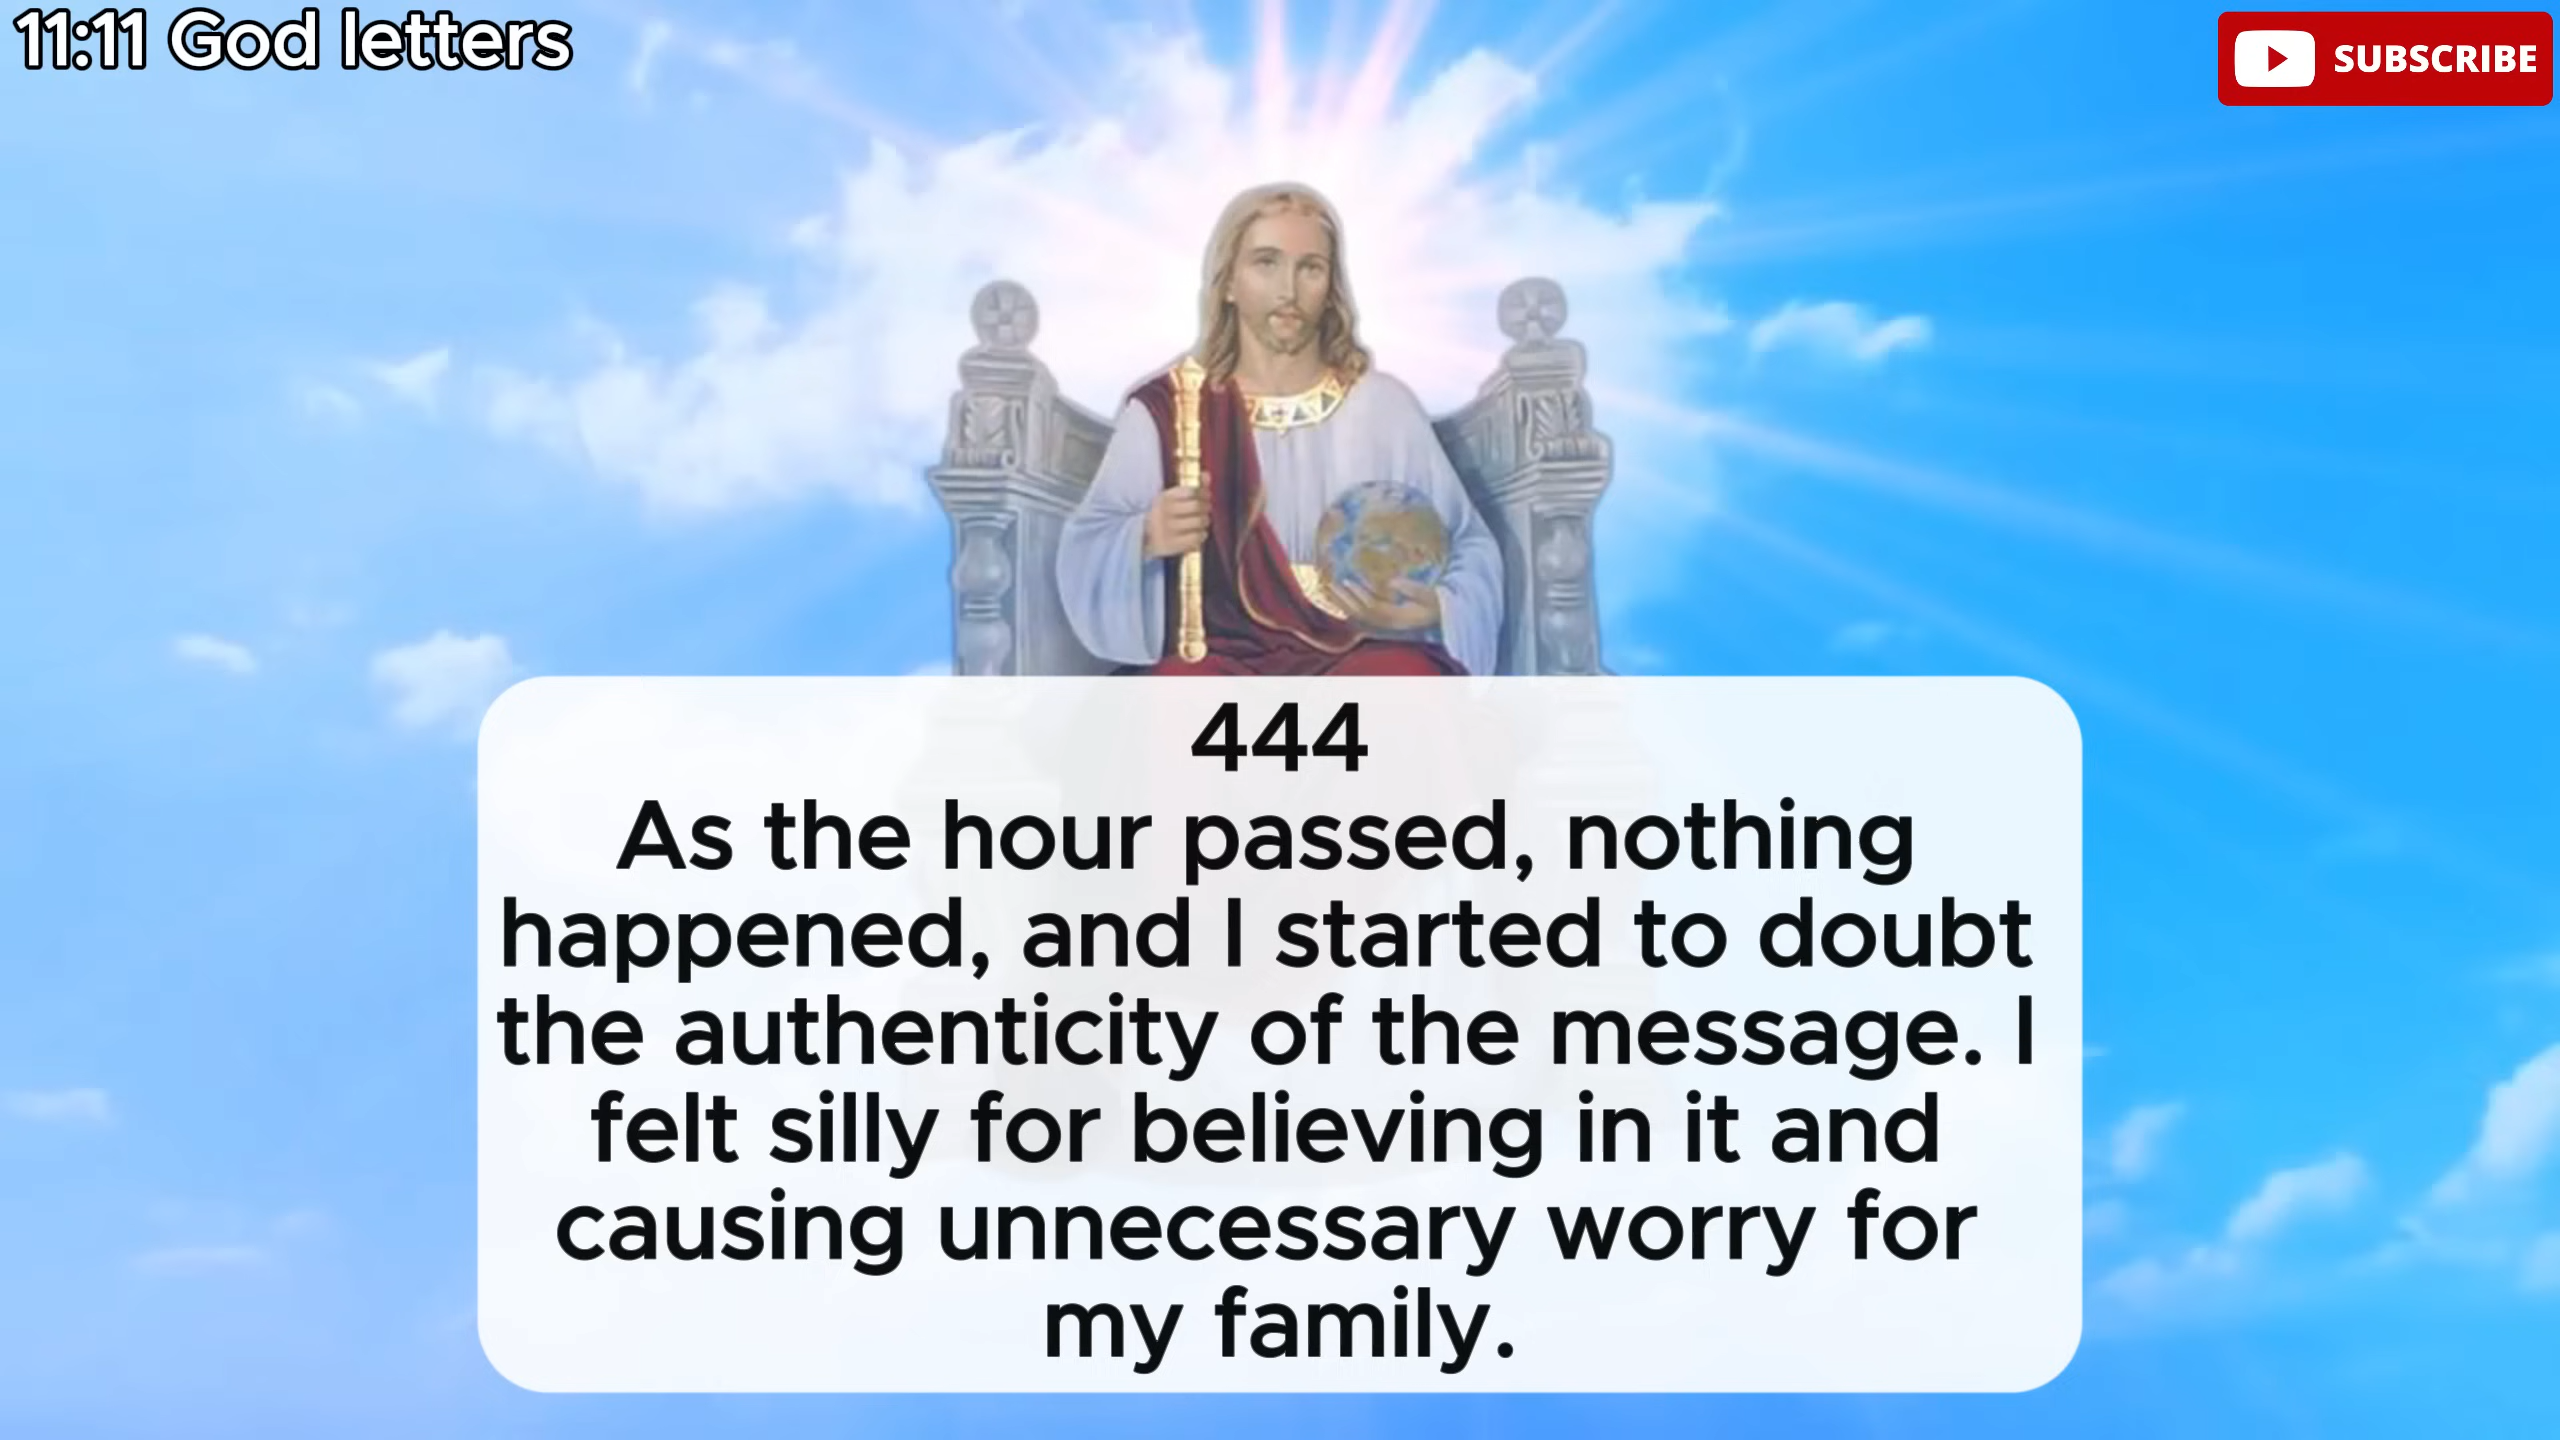 11:11 God letters
SUBSCRIBE
444
As the hour passed, nothing
happened, and I started to doubt
the authenticity of the message. I
felt silly for believing in it and
causing unnecessary worry for
my family.